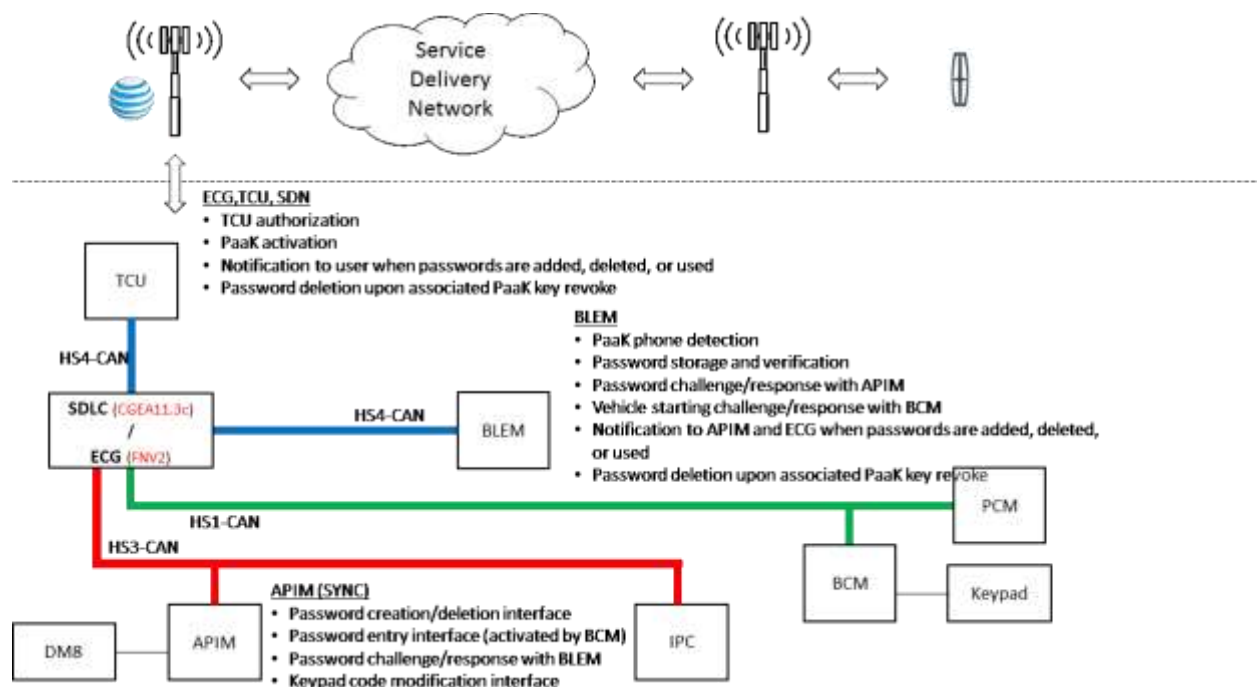 Service
Delivery
Network
ECG,TCU, SDN
• TCU authorization
• PaaK activation
• Notification to user when passwords are added, deleted, or used
• Password deletion upon associated PaaK key revoke
TCU
HS4-CAN
BLEM
• PaaK phone detection
• Password storage and verification
• Password challenge/response with APIM
• Vehicle starting challenge/response with BCM
• Notification to APIM and ECG when passwords are added, deleted,
or used
• Password deletion upon associated PaaK key revoke
SDLC (CGEA11.3c)
/
ECG (FNV2)
HS4-CAN
BLEM
HS1-CAN
PCM
HS3-CAN
BCM
Keypad
APIM (SYNC)
• Password creation/deletion interface
• Password entry interface (activated by BCM)
• Password challenge/response with BLEM
• Keypad code modification interface
DM8
APIM
IPC